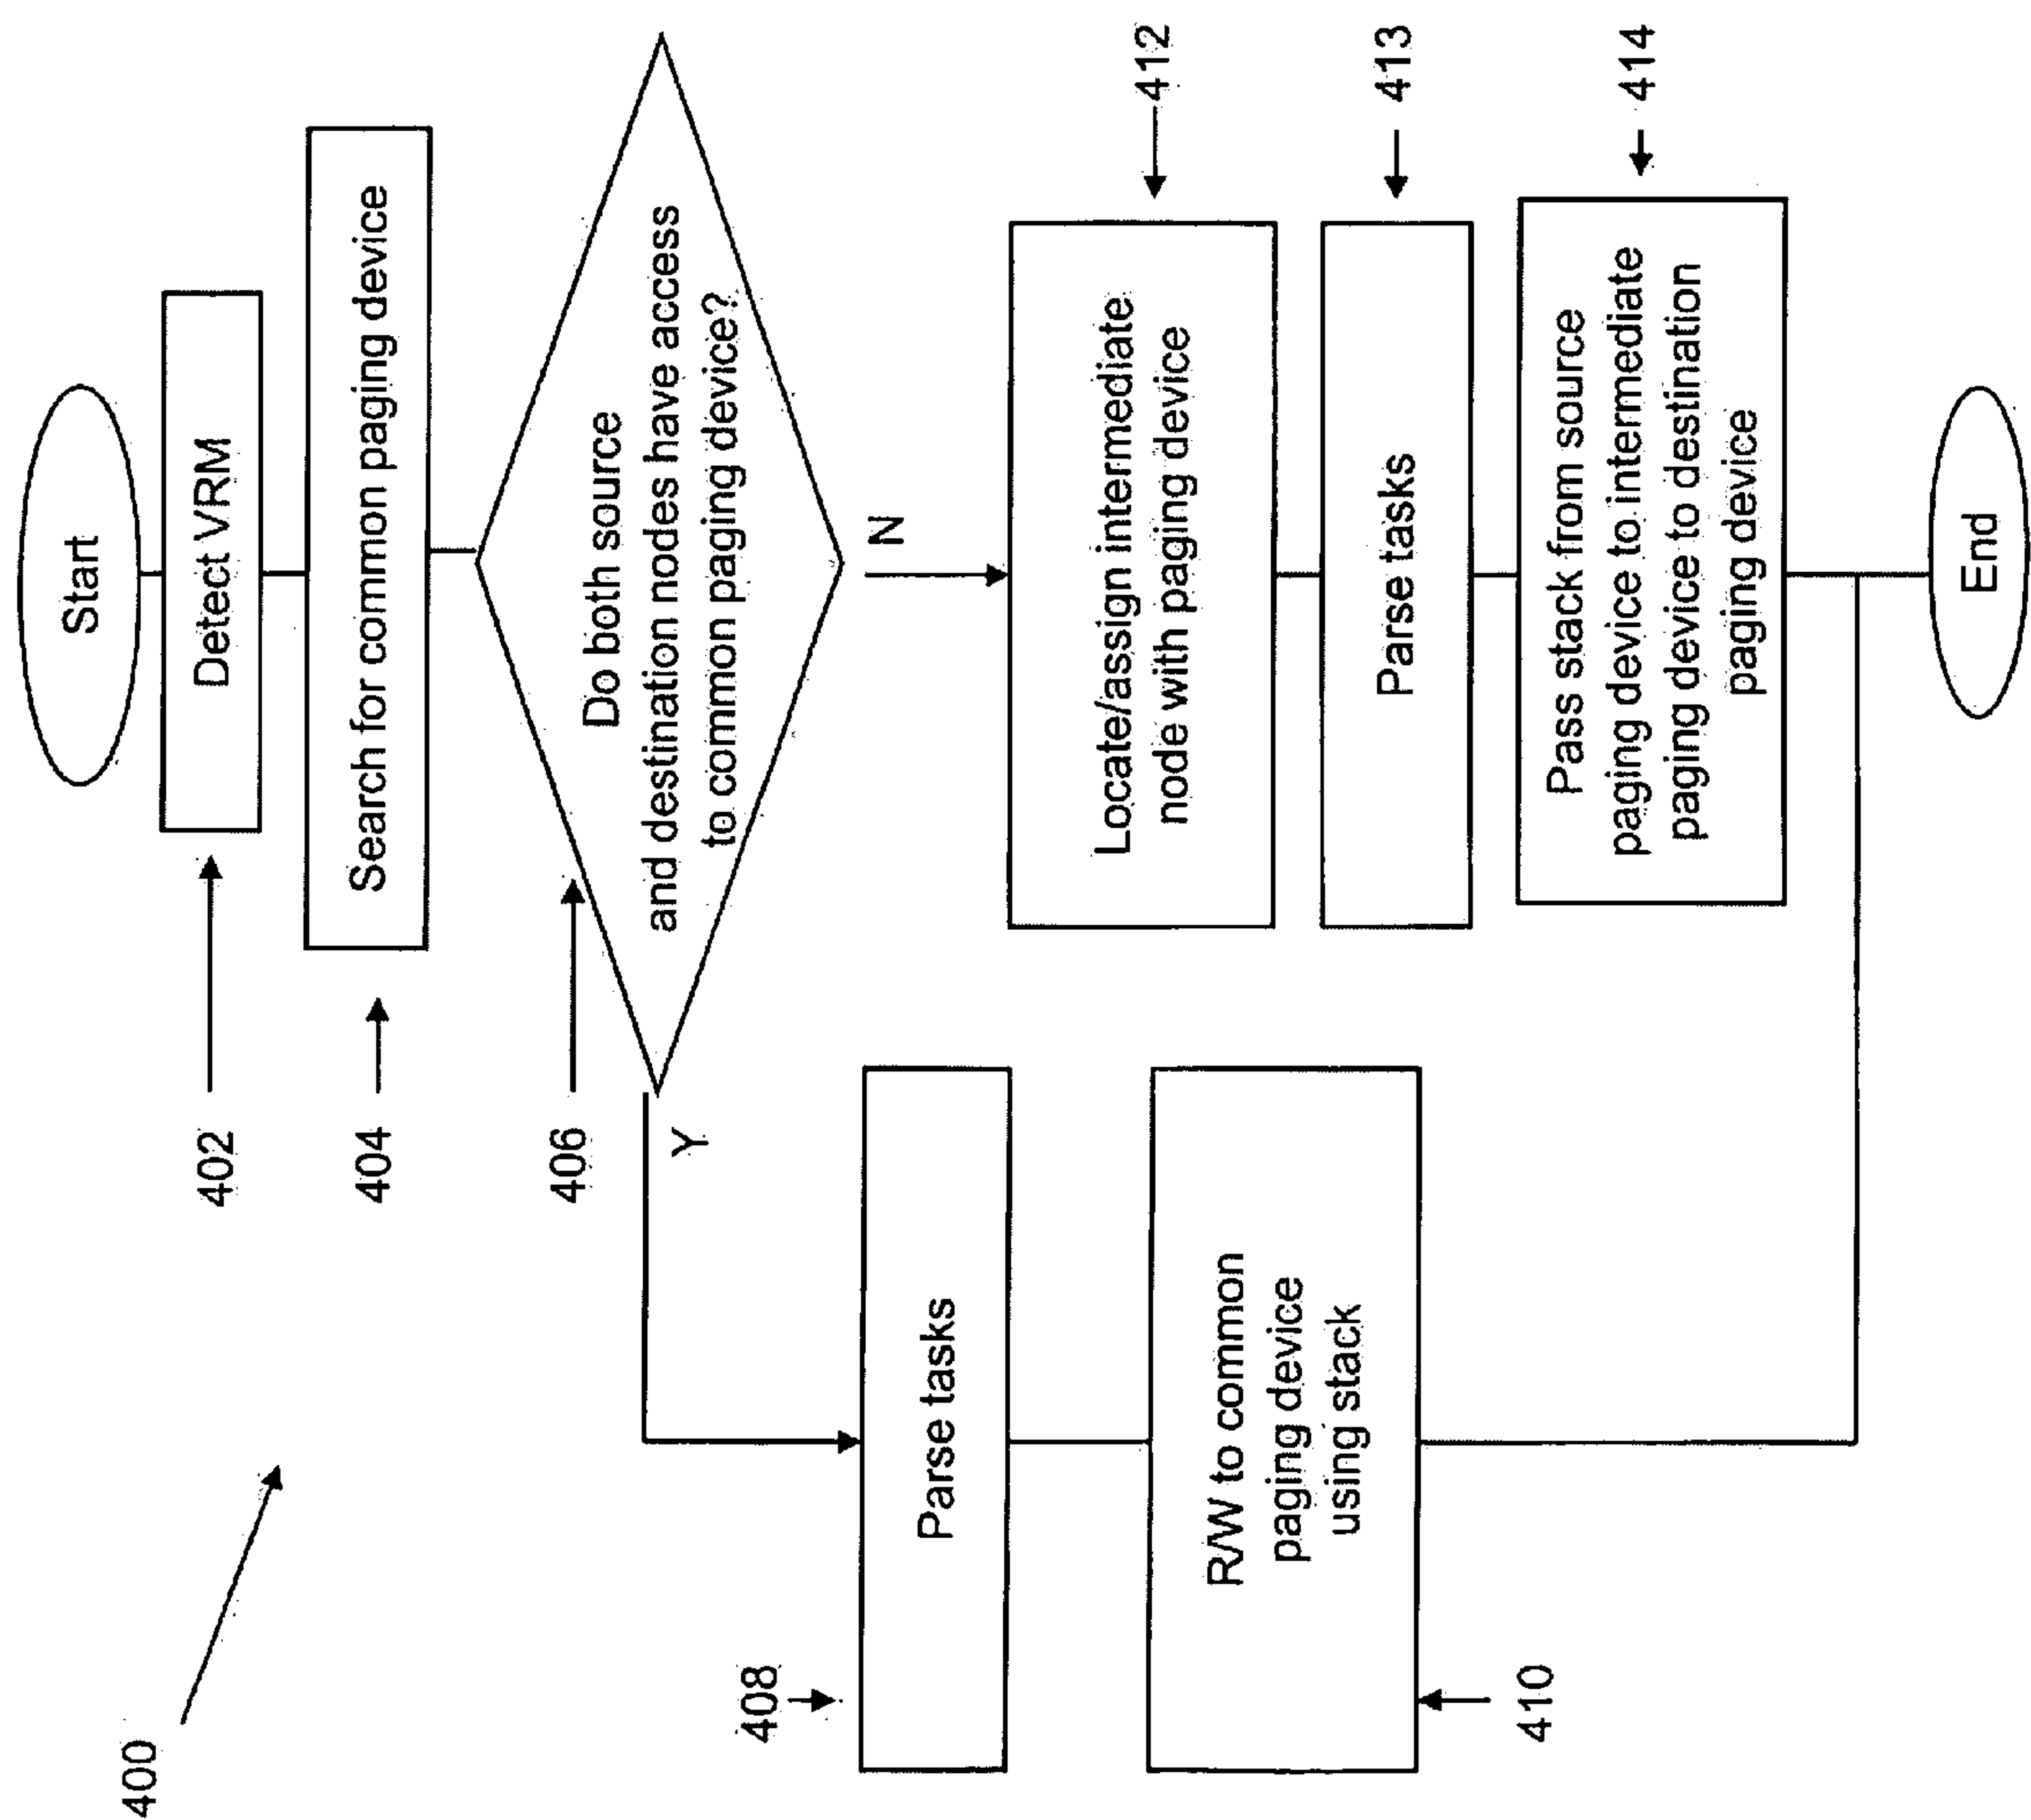 400
Start
402
Detect VRM
404
Search for common paging device
406
Do both source
and destination nodes have access
to common paging device?
Y
N
408
Parse tasks
R/W to common
paging device
using stack
410
Locate/assign intermediate
node with paging device
412
Parse tasks
413
Pass stack from source
paging device to intermediate
paging device to destination
paging device
414
End